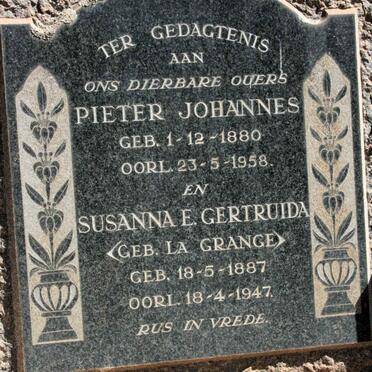 TER GEDAGTENIS
AAN
ONS DIERBARE OUERS
PIETER JOHANNES
GEB. 1-12-1880
OORL. 23-5-1958.
EN
SUSANNA E. GERTRUIDA
<GEB. LA GRANGE>
GEB. 18-5-1887
OORL. 18-4-1947.
RUS IN VREDE.